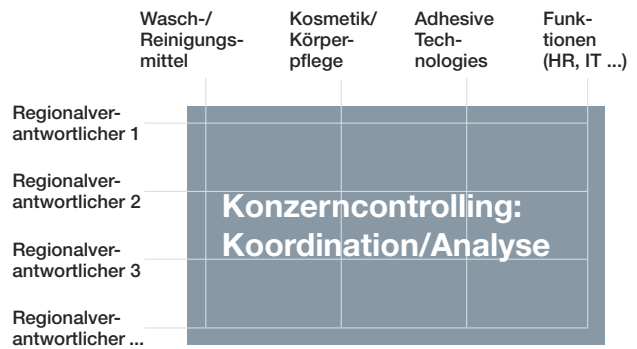 Wasch-/
Reinigungs-
mittel
Kosmetik/
Körper-
pflege
Adhesive
Tech-
nologies
Funk-
tionen
(HR, IT ...)
Regionalver-
antwortlicher 1
Regionalver-
antwortlicher 2
Regionalver-
antwortlicher 3
Regionalver-
antwortlicher ...
Konzerncontrolling:
Koordination/Analyse